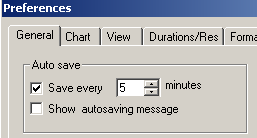 Preferences
General Chart View Durations/Res Forma
Auto save
Save every 5 minutes
Show autosaving message